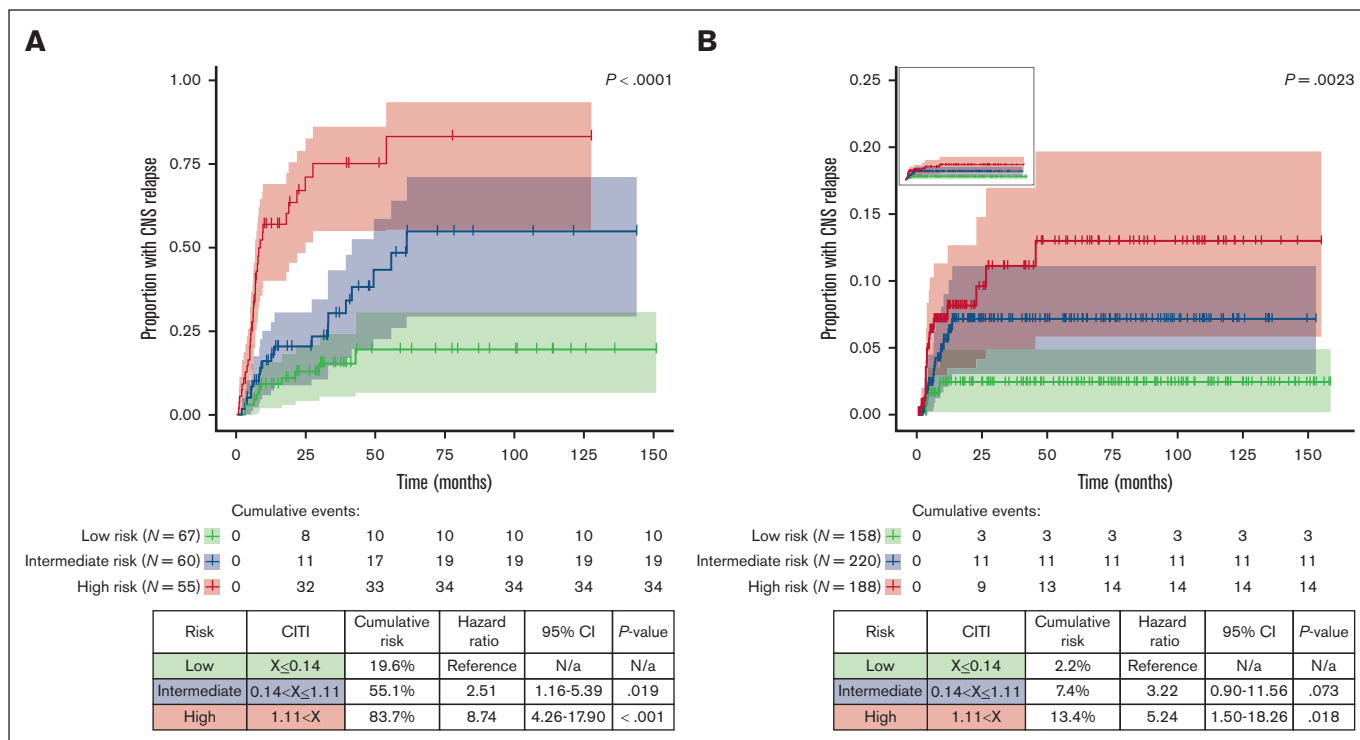 A
P < .0001
1.00
0.75
0.50
0.25
0.00
Proportion with CNS relapse
0 25 50 75 100 125 150
Time (months)
Cumulative events:
Low risk (N = 67) 0 8 10 10 10 10 10
Intermediate risk (N = 60) 0 11 17 19 19 19 19
High risk (N = 55) 0 32 33 34 34 34 34
Risk CITI Cumulative risk Hazard ratio 95% CI P-value
Low X≤0.14 19.6% Reference N/a N/a
Intermediate 0.14<X≤1.11 55.1% 2.51 1.16-5.39 .019
High 1.11<X 83.7% 8.74 4.26-17.90 < .001
B
P = .0023
0.25
0.20
0.15
0.10
0.05
0.00
Proportion with CNS relapse
0 25 50 75 100 125 150
Time (months)
Cumulative events:
Low risk (N = 158) 0 3 3 3 3 3 3
Intermediate risk (N = 220) 0 11 11 11 11 11 11
High risk (N = 188) 0 9 13 14 14 14 14
Risk CITI Cumulative risk Hazard ratio 95% CI P-value
Low X≤0.14 2.2% Reference N/a N/a
Intermediate 0.14<X≤1.11 7.4% 3.22 0.90-11.56 .073
High 1.11<X 13.4% 5.24 1.50-18.26 .018